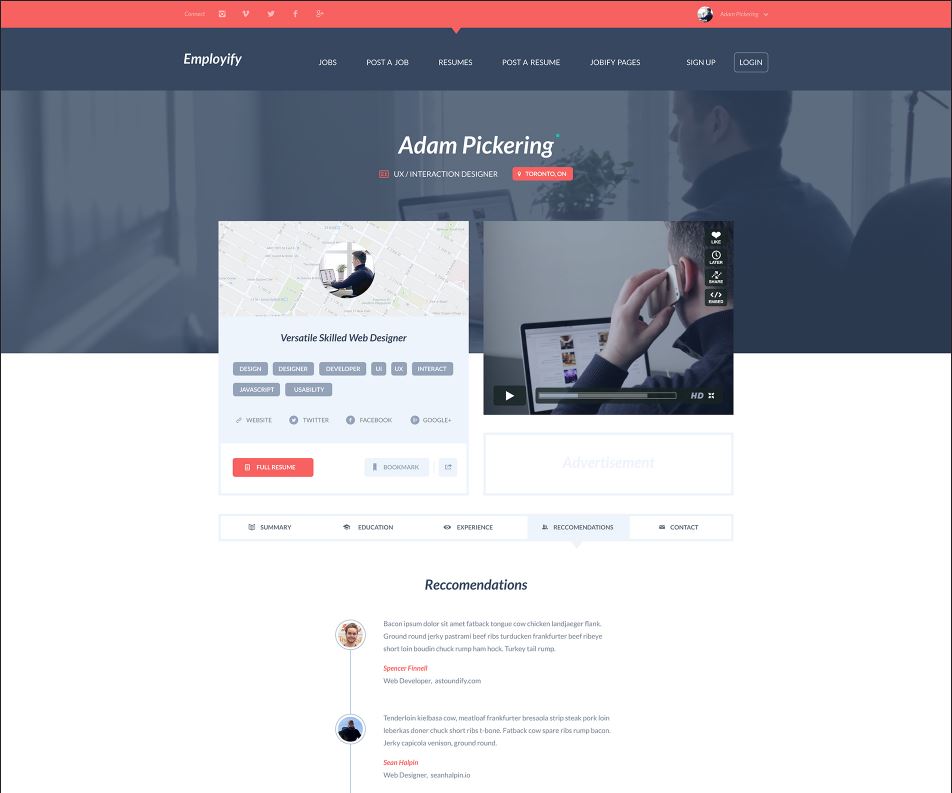 Connect
Adam Pickering
Employify
JOBS POST A JOB RESUMES POST A RESUME JOBIFY PAGES SIGN UP LOGIN
Adam Pickering
UX / INTERACTION DESIGNER TORONTO, ON
LIKE
LATER
SHARE
EMBED
HD
Versatile Skilled Web Designer
DESIGN DESIGNER DEVELOPER UI UX INTERACT
JAVASCRIPT USABILITY
WEBSITE TWITTER FACEBOOK GOOGLE+
FULL RESUME BOOKMARK
Advertisement
SUMMARY EDUCATION EXPERIENCE RECCOMENDATIONS CONTACT
Reccomendations
Bacon ipsum dolor sit amet fatback tongue cow chicken landjaeger flank.
Ground round jerky pastrami beef ribs turducken frankfurter beef ribeye
short loin boudin chuck rump ham hock. Turkey tail rump.
Spencer Finnell
Web Developer, astoundify.com
Tenderloin kielbasa cow, meatloaf frankfurter bresaola strip steak pork loin
leberkas doner chuck short ribs t-bone. Fatback cow spare ribs rump bacon.
Jerky capicola venison, ground round.
Sean Halpin
Web Designer, seanhalpin.io